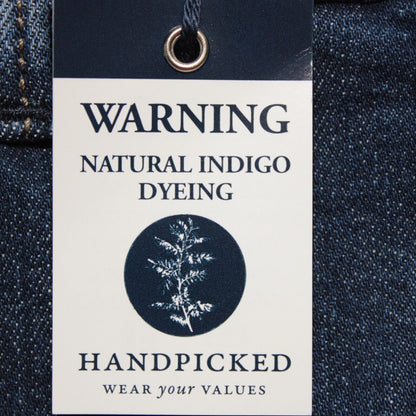 WARNING
NATURAL INDIGO
DYEING
HANDPICKED
WEAR your VALUES